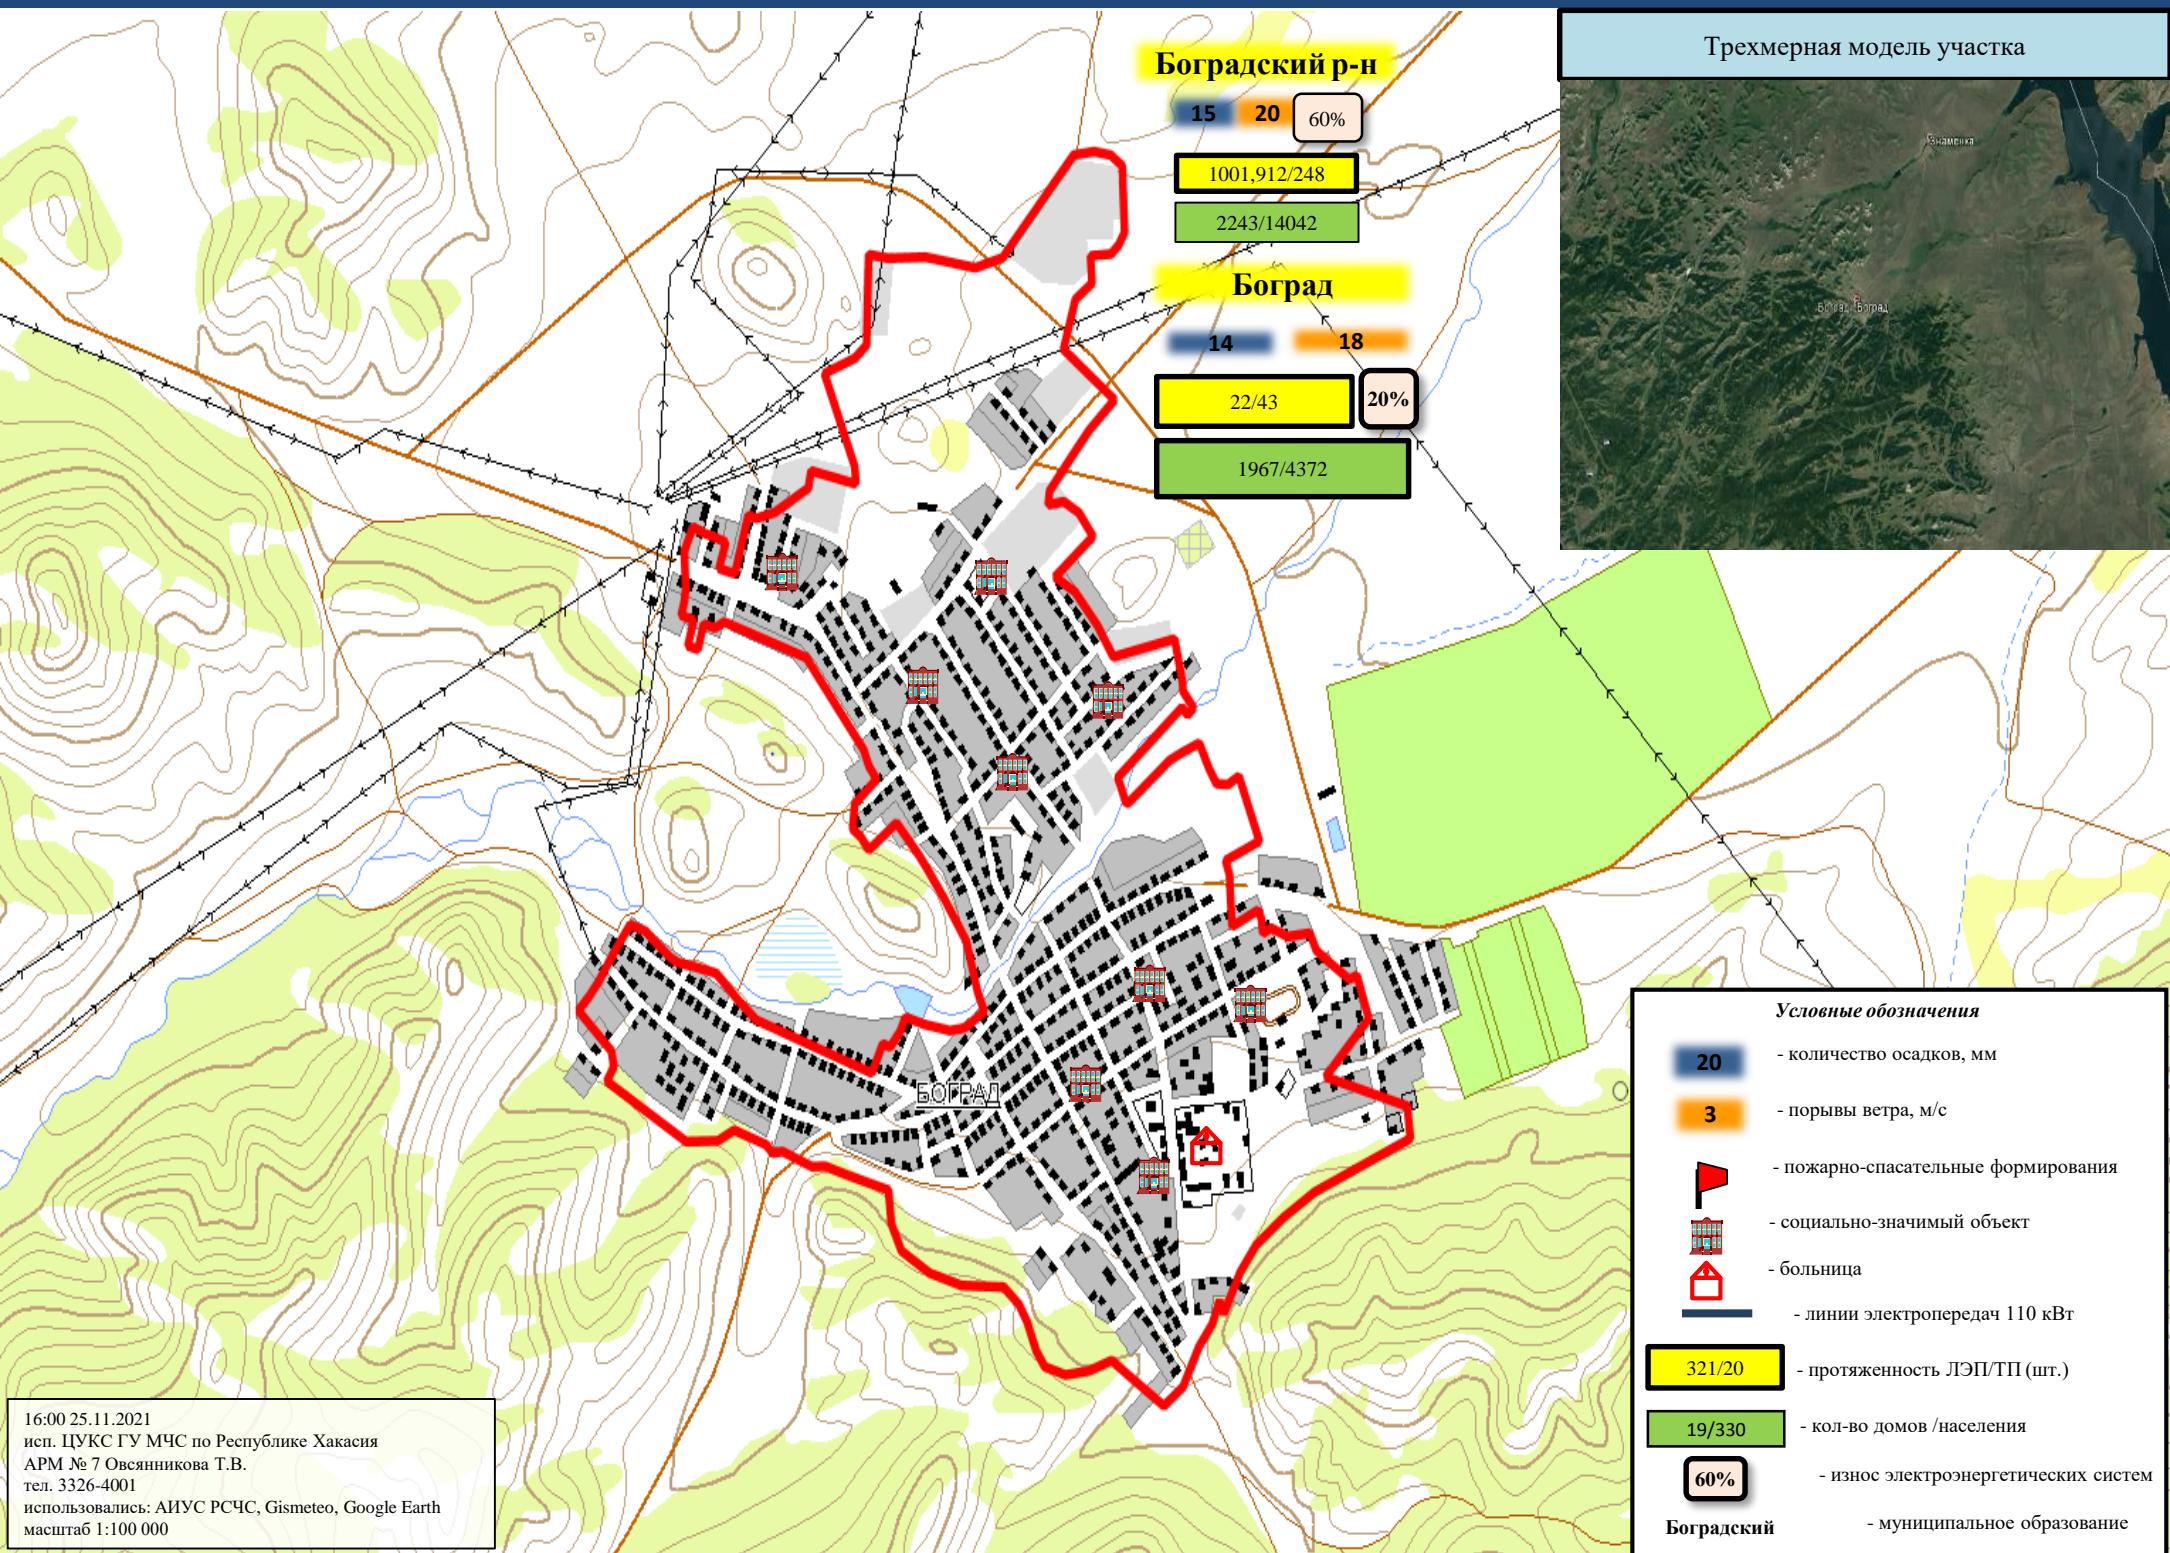 Трехмерная модель участка
Знаменка
Боград
Боградский р-н
15 20 60%
1001,912/248
2243/14042
Боград
14 18
22/43 20%
1967/4372
БОГРАД
Условные обозначения
20 - количество осадков, мм
3 - порывы ветра, м/с
- пожарно-спасательные формирования
- социально-значимый объект
- больница
- линии электропередач 110 кВт
321/20 - протяженность ЛЭП/ТП (шт.)
19/330 - кол-во домов /населения
60% - износ электроэнергетических систем
Боградский - муниципальное образование
16:00 25.11.2021
исп. ЦУКС ГУ МЧС по Республике Хакасия
АРМ № 7 Овсянникова Т.В.
тел. 3326-4001
использовались: АИУС РСЧС, Gismeteo, Google Earth
масштаб 1:100 000